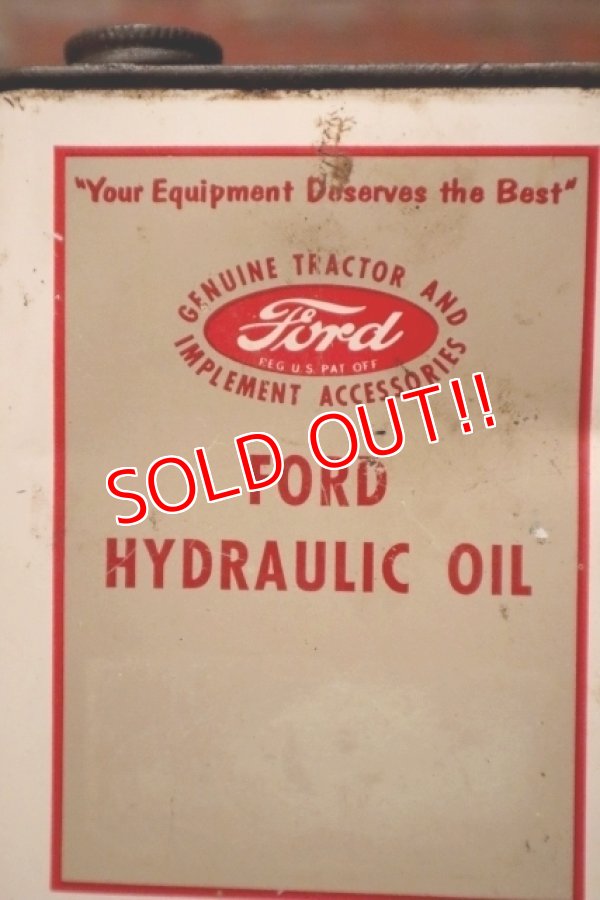 "Your Equipment Deserves the Best"
GENUINE TRACTOR AND
Ford
REG U.S. PAT OFF
IMPLEMENT ACCESSORIES
SOLD OUT!!
FORD
HYDRAULIC OIL